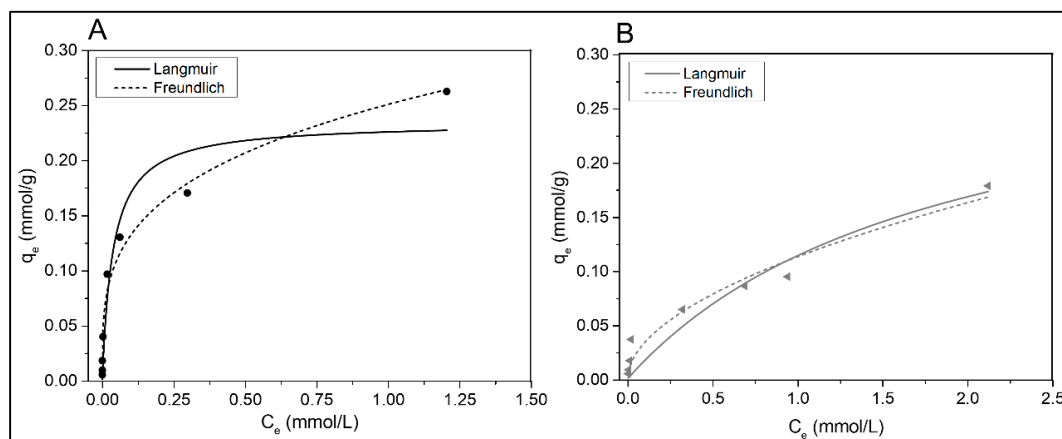 A
0.30
0.25
0.20
0.15
0.10
0.05
0.00
q_e (mmol/g)
Langmuir
Freundlich
0.00 0.25 0.50 0.75 1.00 1.25 1.50
C_e (mmol/L)
B
0.30
0.25
0.20
0.15
0.10
0.05
0.00
q_e (mmol/g)
Langmuir
Freundlich
0.0 0.5 1.0 1.5 2.0 2.5
C_e (mmol/L)